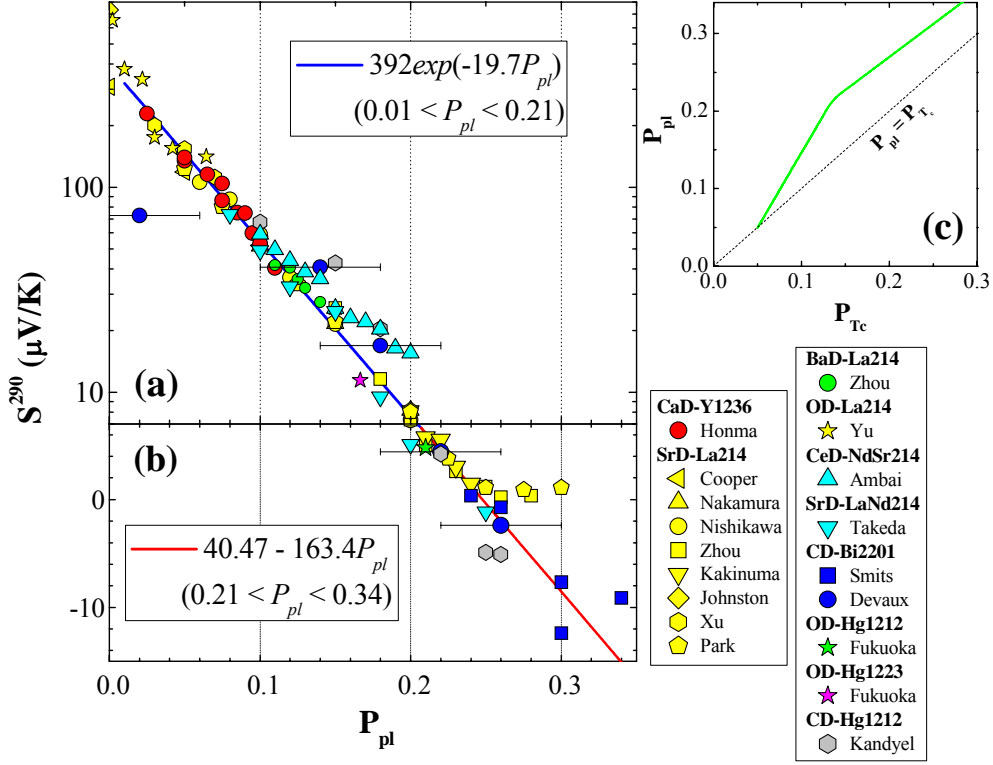 S²⁹⁰ (μV/K)
100
10
0
-10
392exp(-19.7P_pl)
(0.01 < P_pl < 0.21)
(a)
(b)
40.47 - 163.4P_pl
(0.21 < P_pl < 0.34)
0.0
0.1
0.2
0.3
P_pl
P_pl
0.3
0.2
0.1
0.0
P_pl = P_Tc
(c)
0.0
0.1
0.2
0.3
P_Tc
CaD-Y1236
Honma
SrD-La214
Cooper
Nakamura
Nishikawa
Zhou
Kakinuma
Johnston
Xu
Park
BaD-La214
Zhou
OD-La214
Yu
CeD-NdSr214
Ambai
SrD-LaNd214
Takeda
CD-Bi2201
Smits
Devaux
OD-Hg1212
Fukuoka
OD-Hg1223
Fukuoka
CD-Hg1212
Kandyel